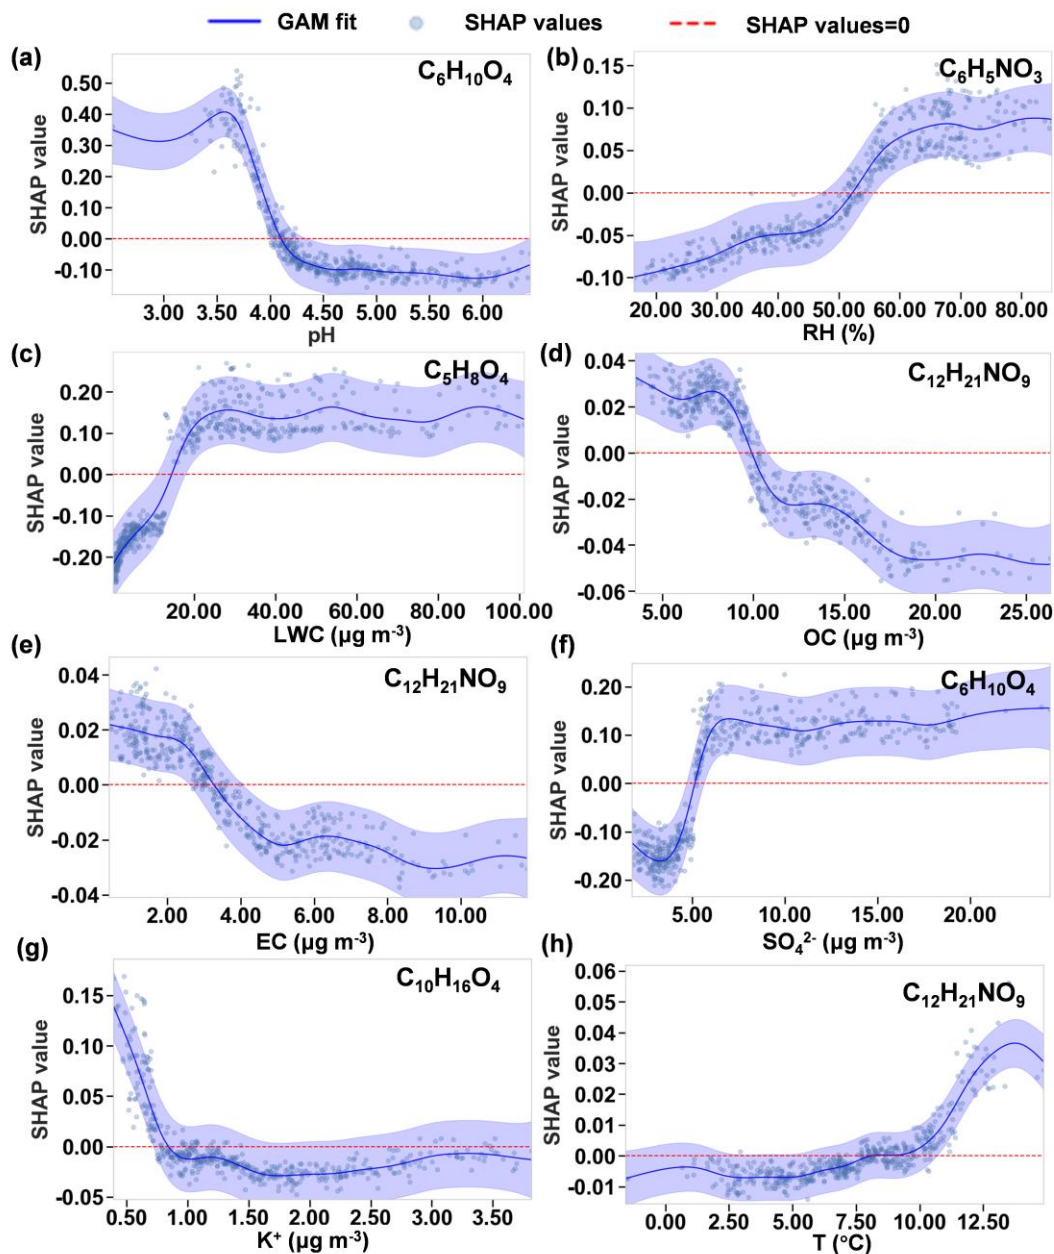 GAM fit SHAP values SHAP values=0
(a) C₆H₁₀O₄
0.50
0.40
0.30
0.20
0.10
0.00
-0.10
SHAP value
3.00 3.50 4.00 4.50 5.00 5.50 6.00
pH
(b) C₆H₅NO₃
0.15
0.10
0.05
0.00
-0.05
-0.10
SHAP value
20.00 30.00 40.00 50.00 60.00 70.00 80.00
RH (%)
(c) C₅H₈O₄
0.20
0.10
0.00
-0.10
-0.20
SHAP value
20.00 40.00 60.00 80.00 100.00
LWC (µg m⁻³)
(d) C₁₂H₂₁NO₉
0.04
0.02
0.00
-0.02
-0.04
-0.06
SHAP value
5.00 10.00 15.00 20.00 25.00
OC (µg m⁻³)
(e) C₁₂H₂₁NO₉
0.04
0.02
0.00
-0.02
-0.04
SHAP value
2.00 4.00 6.00 8.00 10.00
EC (µg m⁻³)
(f) C₆H₁₀O₄
0.20
0.10
0.00
-0.10
-0.20
SHAP value
5.00 10.00 15.00 20.00
SO₄²⁻ (µg m⁻³)
(g) C₁₀H₁₆O₄
0.15
0.10
0.05
0.00
-0.05
SHAP value
0.50 1.00 1.50 2.00 2.50 3.00 3.50
K⁺ (µg m⁻³)
(h) C₁₂H₂₁NO₉
0.06
0.05
0.04
0.03
0.02
0.01
0.00
-0.01
SHAP value
0.00 2.50 5.00 7.50 10.00 12.50
T (°C)